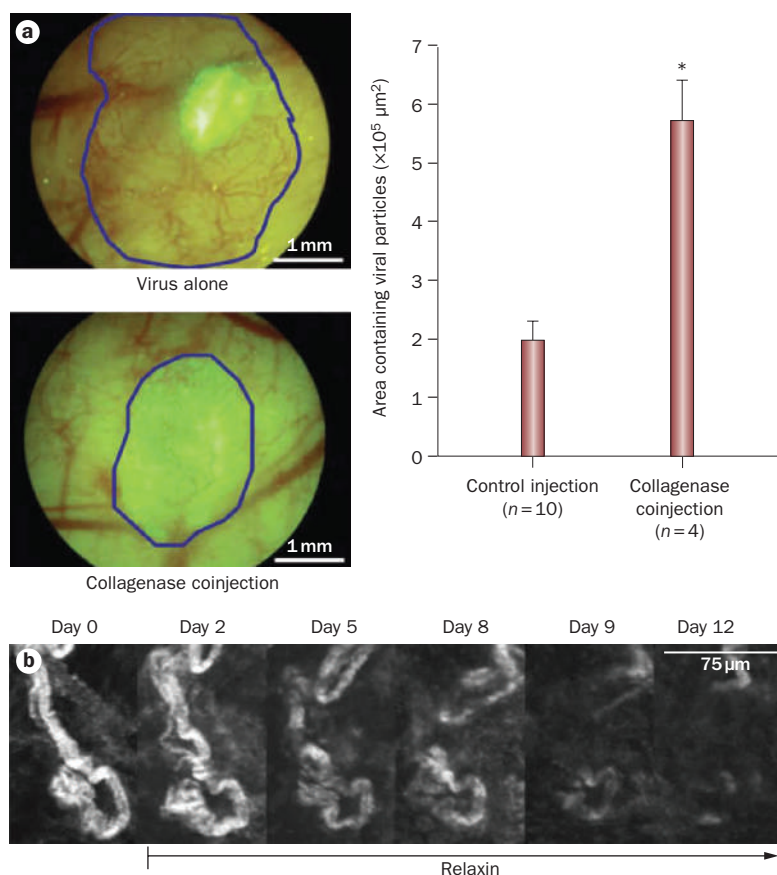 a
1 mm
Virus alone
1 mm
Collagenase coinjection
Area containing viral particles (×10⁵ μm²)
7
6
5
4
3
2
1
0
*
Control injection
(n=10)
Collagenase
coinjection
(n=4)
Day 0 Day 2 Day 5 Day 8 Day 9 Day 12
b
75 μm
Relaxin